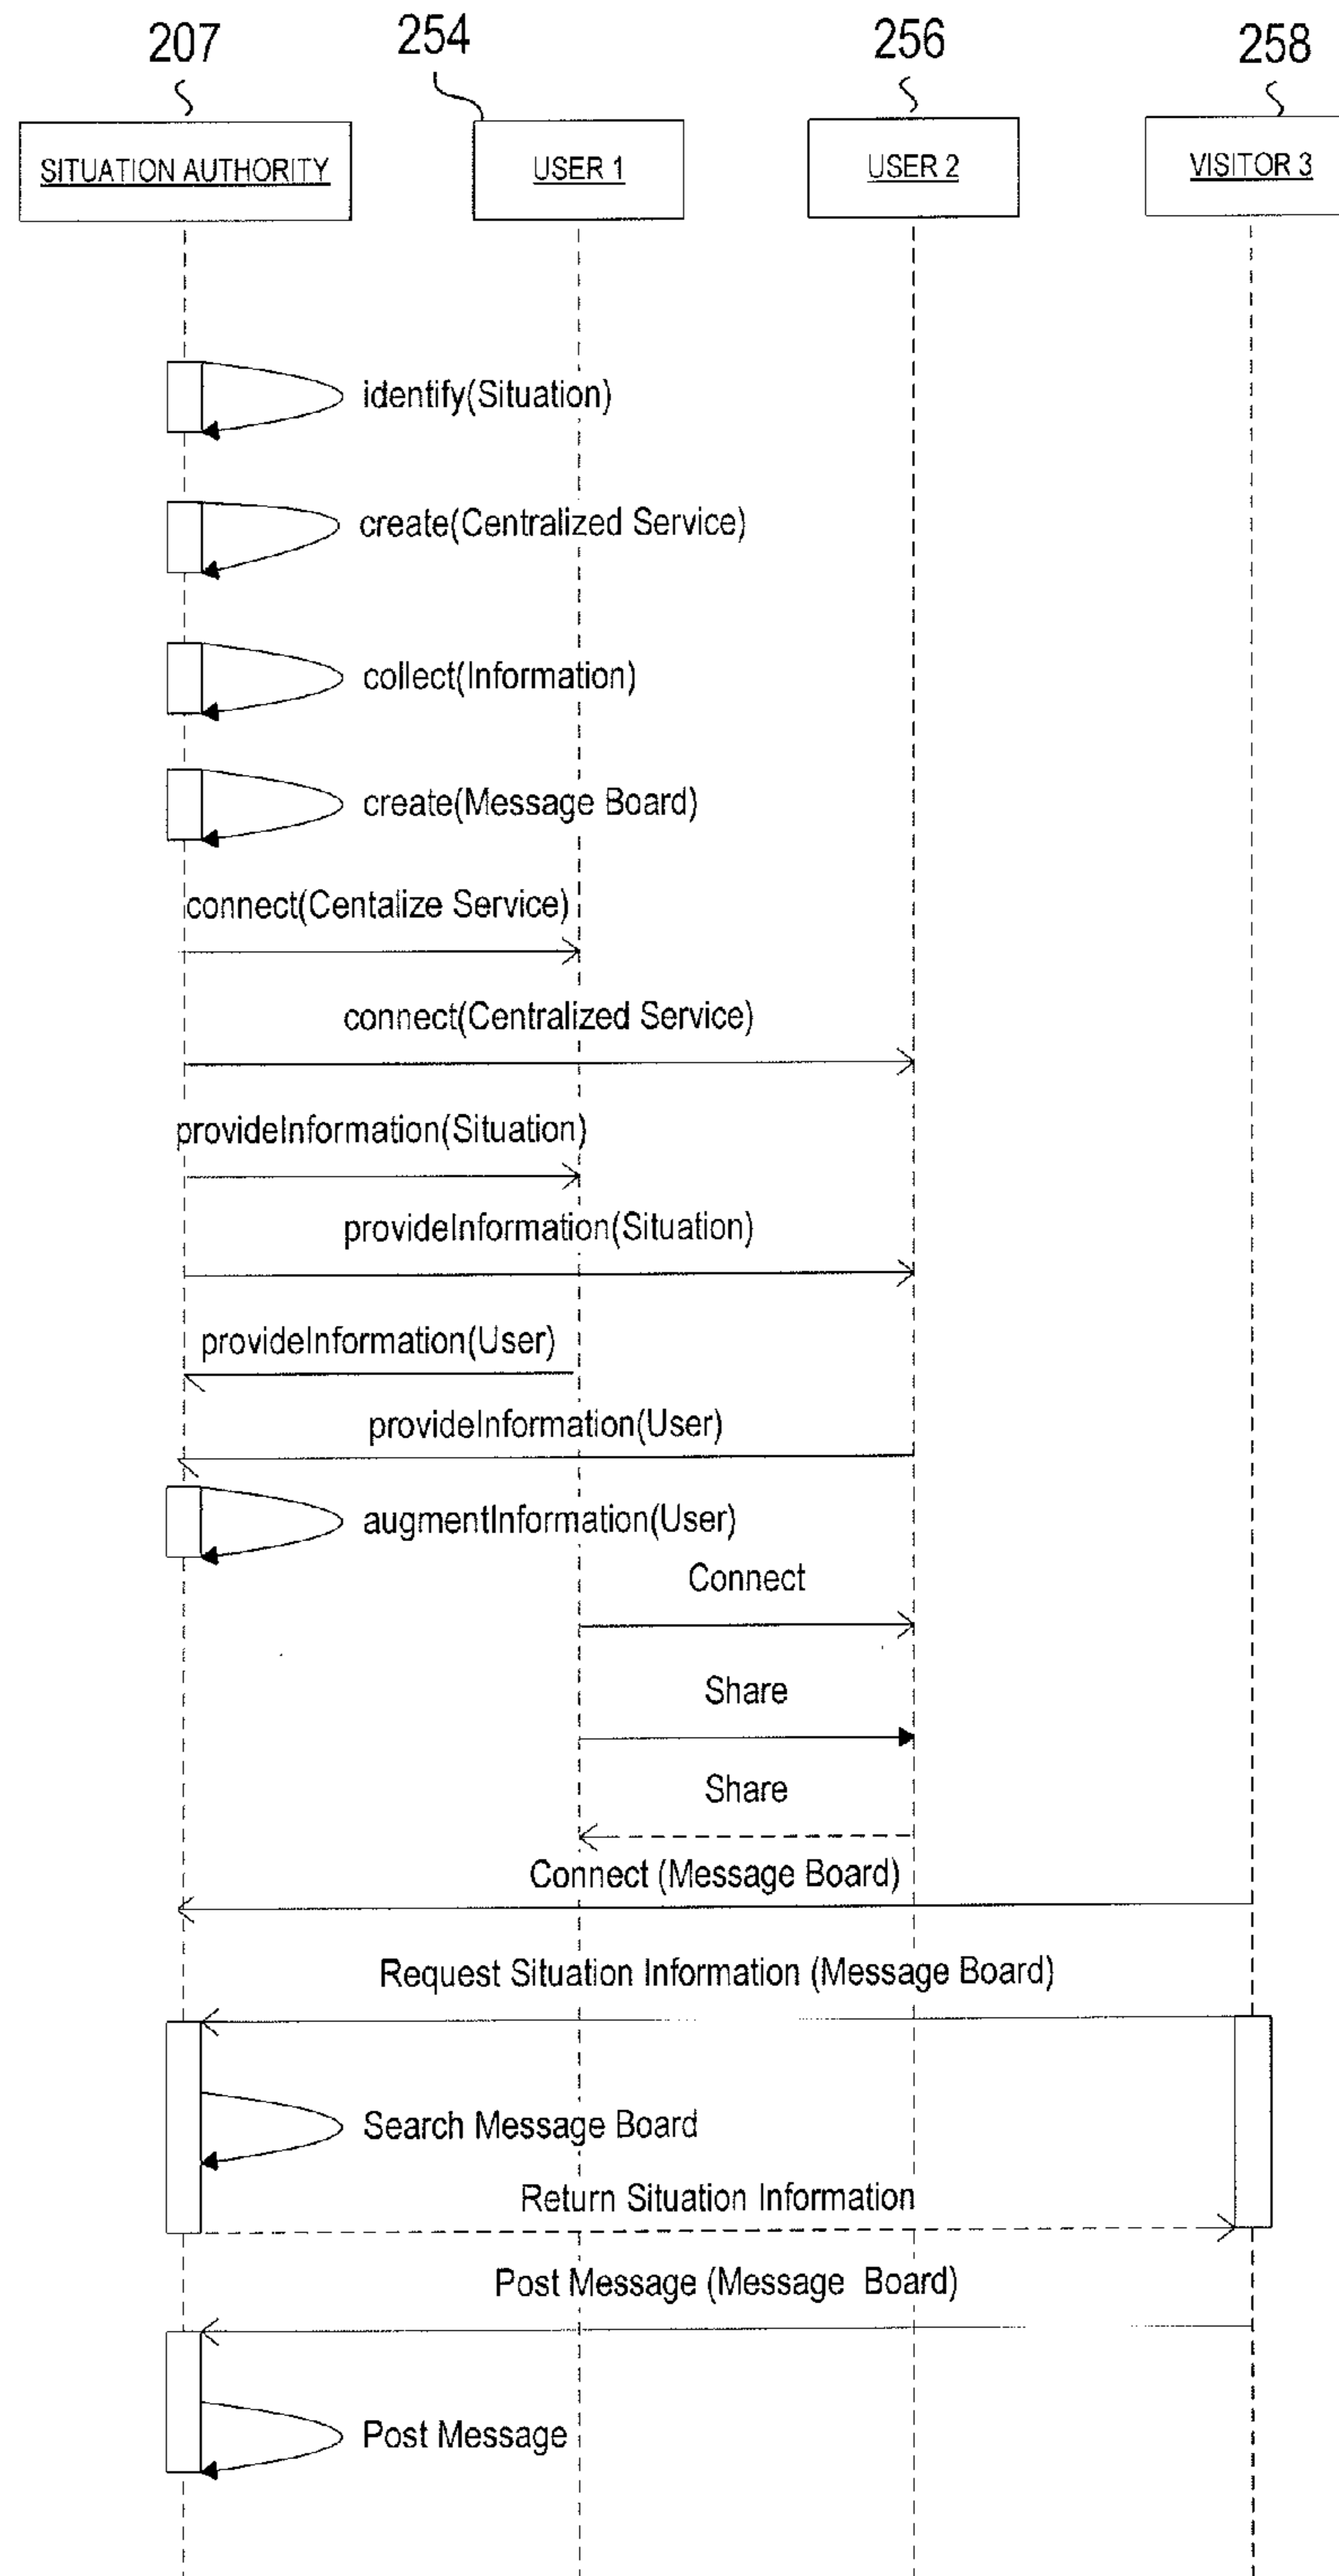 207 254 256 258
SITUATION AUTHORITY USER 1 USER 2 VISITOR 3
identify(Situation)
create(Centralized Service)
collect(Information)
create(Message Board)
connect(Centalize Service)
connect(Centralized Service)
provideInformation(Situation)
provideInformation(Situation)
provideInformation(User)
provideInformation(User)
augmentInformation(User)
Connect
Share
Share
Connect (Message Board)
Request Situation Information (Message Board)
Search Message Board
Return Situation Information
Post Message (Message Board)
Post Message